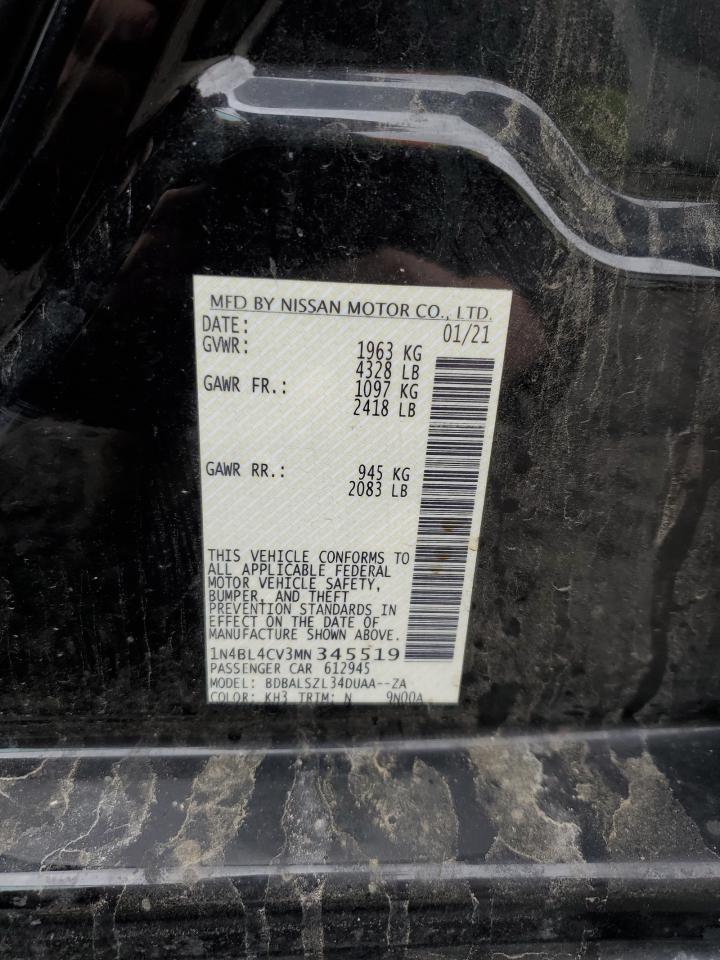 MFD BY NISSAN MOTOR CO., LTD.
DATE: 01/21
GVWR: 1963 KG
4328 LB
GAWR FR.: 1097 KG
2418 LB
GAWR RR.: 945 KG
2083 LB
THIS VEHICLE CONFORMS TO
ALL APPLICABLE FEDERAL
MOTOR VEHICLE SAFETY,
BUMPER, AND THEFT
PREVENTION STANDARDS IN
EFFECT ON THE DATE OF
MANUFACTURE SHOWN ABOVE.
1N4BL4CV3MN345519
PASSENGER CAR 612945
MODEL: BDBALSZL34DUAA--ZA
COLOR: KH3 TRIM: N 9N00A